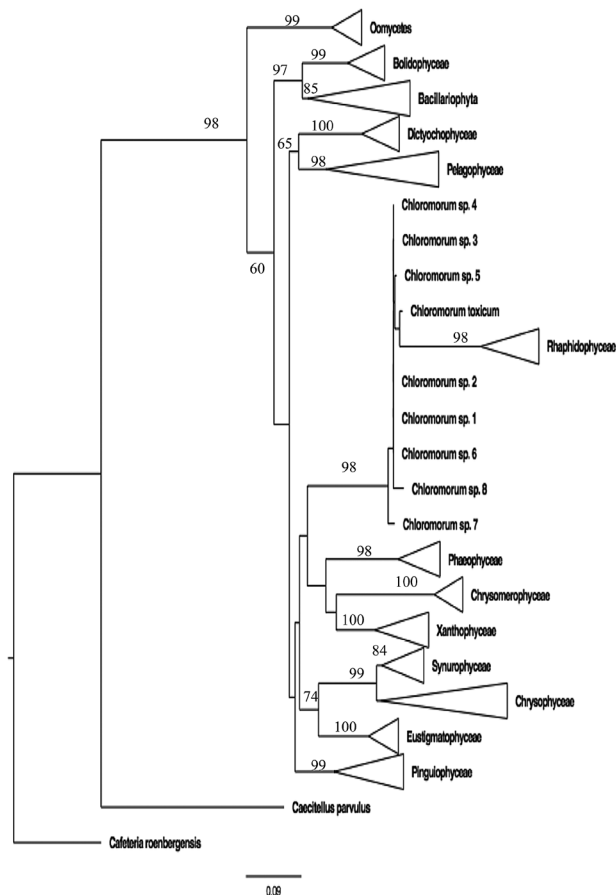 99
Oomycetes
99
Bolidophyceae
97
85
Bacillariophyta
98
100
Dictyochophyceae
65
98
Pelagophyceae
Chloromorum sp. 4
Chloromorum sp. 3
60
Chloromorum sp. 5
Chloromorum toxicum
98
Rhaphidophyceae
Chloromorum sp. 2
Chloromorum sp. 1
Chloromorum sp. 6
98
Chloromorum sp. 8
Chloromorum sp. 7
98
Phaeophyceae
100
Chrysomerophyceae
100
Xanthophyceae
84
Synurophyceae
99
74
Chrysophyceae
100
Eustigmatophyceae
99
Pinguiophyceae
Caecitellus parvulus
Cafeteria roenbergensis
0.09